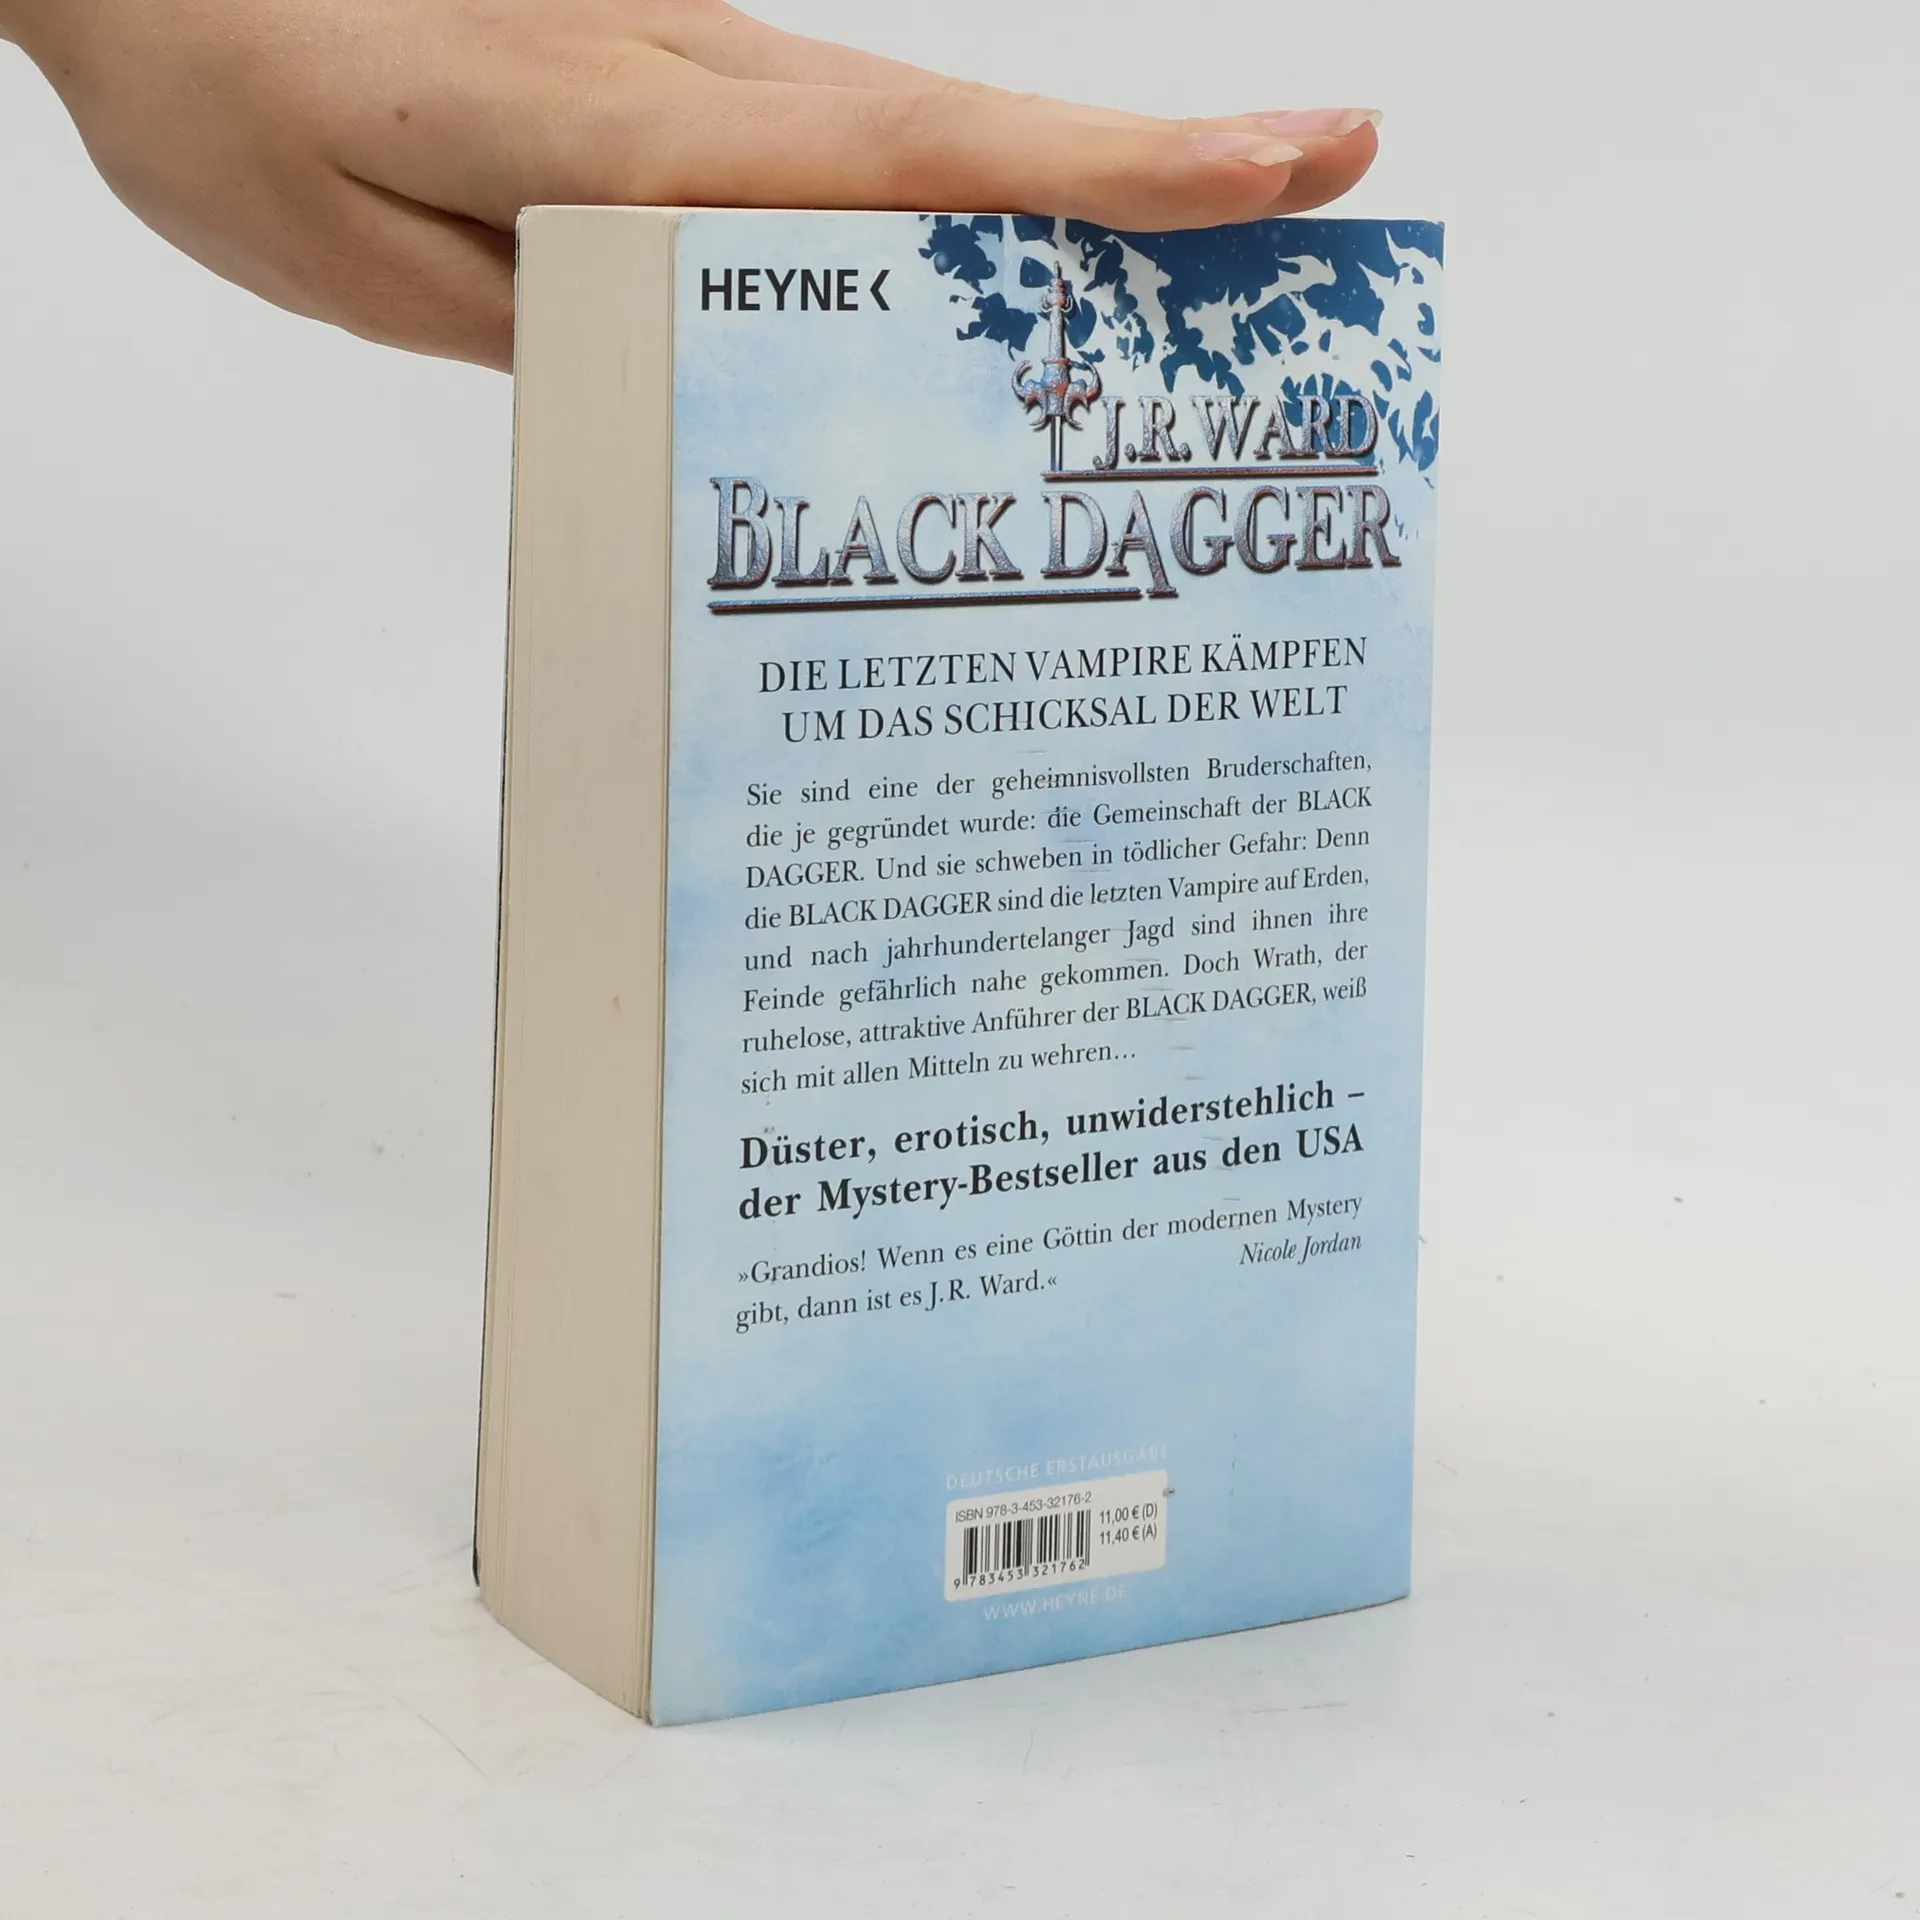 HEYNE‹
J.R. WARD
BLACK DAGGER
DIE LETZTEN VAMPIRE KÄMPFEN
UM DAS SCHICKSAL DER WELT
Sie sind eine der geheimnisvollsten Bruderschaften,
die je gegründet wurde: die Gemeinschaft der BLACK
DAGGER. Und sie schweben in tödlicher Gefahr: Denn
die BLACK DAGGER sind die letzten Vampire auf Erden,
und nach jahrhundertelanger Jagd sind ihnen ihre
Feinde gefährlich nahe gekommen. Doch Wrath, der
ruhelose, attraktive Anführer der BLACK DAGGER, weiß
sich mit allen Mitteln zu wehren…
Düster, erotisch, unwiderstehlich –
der Mystery-Bestseller aus den USA
»Grandios! Wenn es eine Göttin der modernen Mystery
gibt, dann ist es J.R. Ward.« Nicole Jordan
DEUTSCHE ERSTAUSGABE
ISBN 978-3-453-32176-2
11,00 € (D)
11,40 € (A)
9 783453 321762
WWW.HEYNE.DE